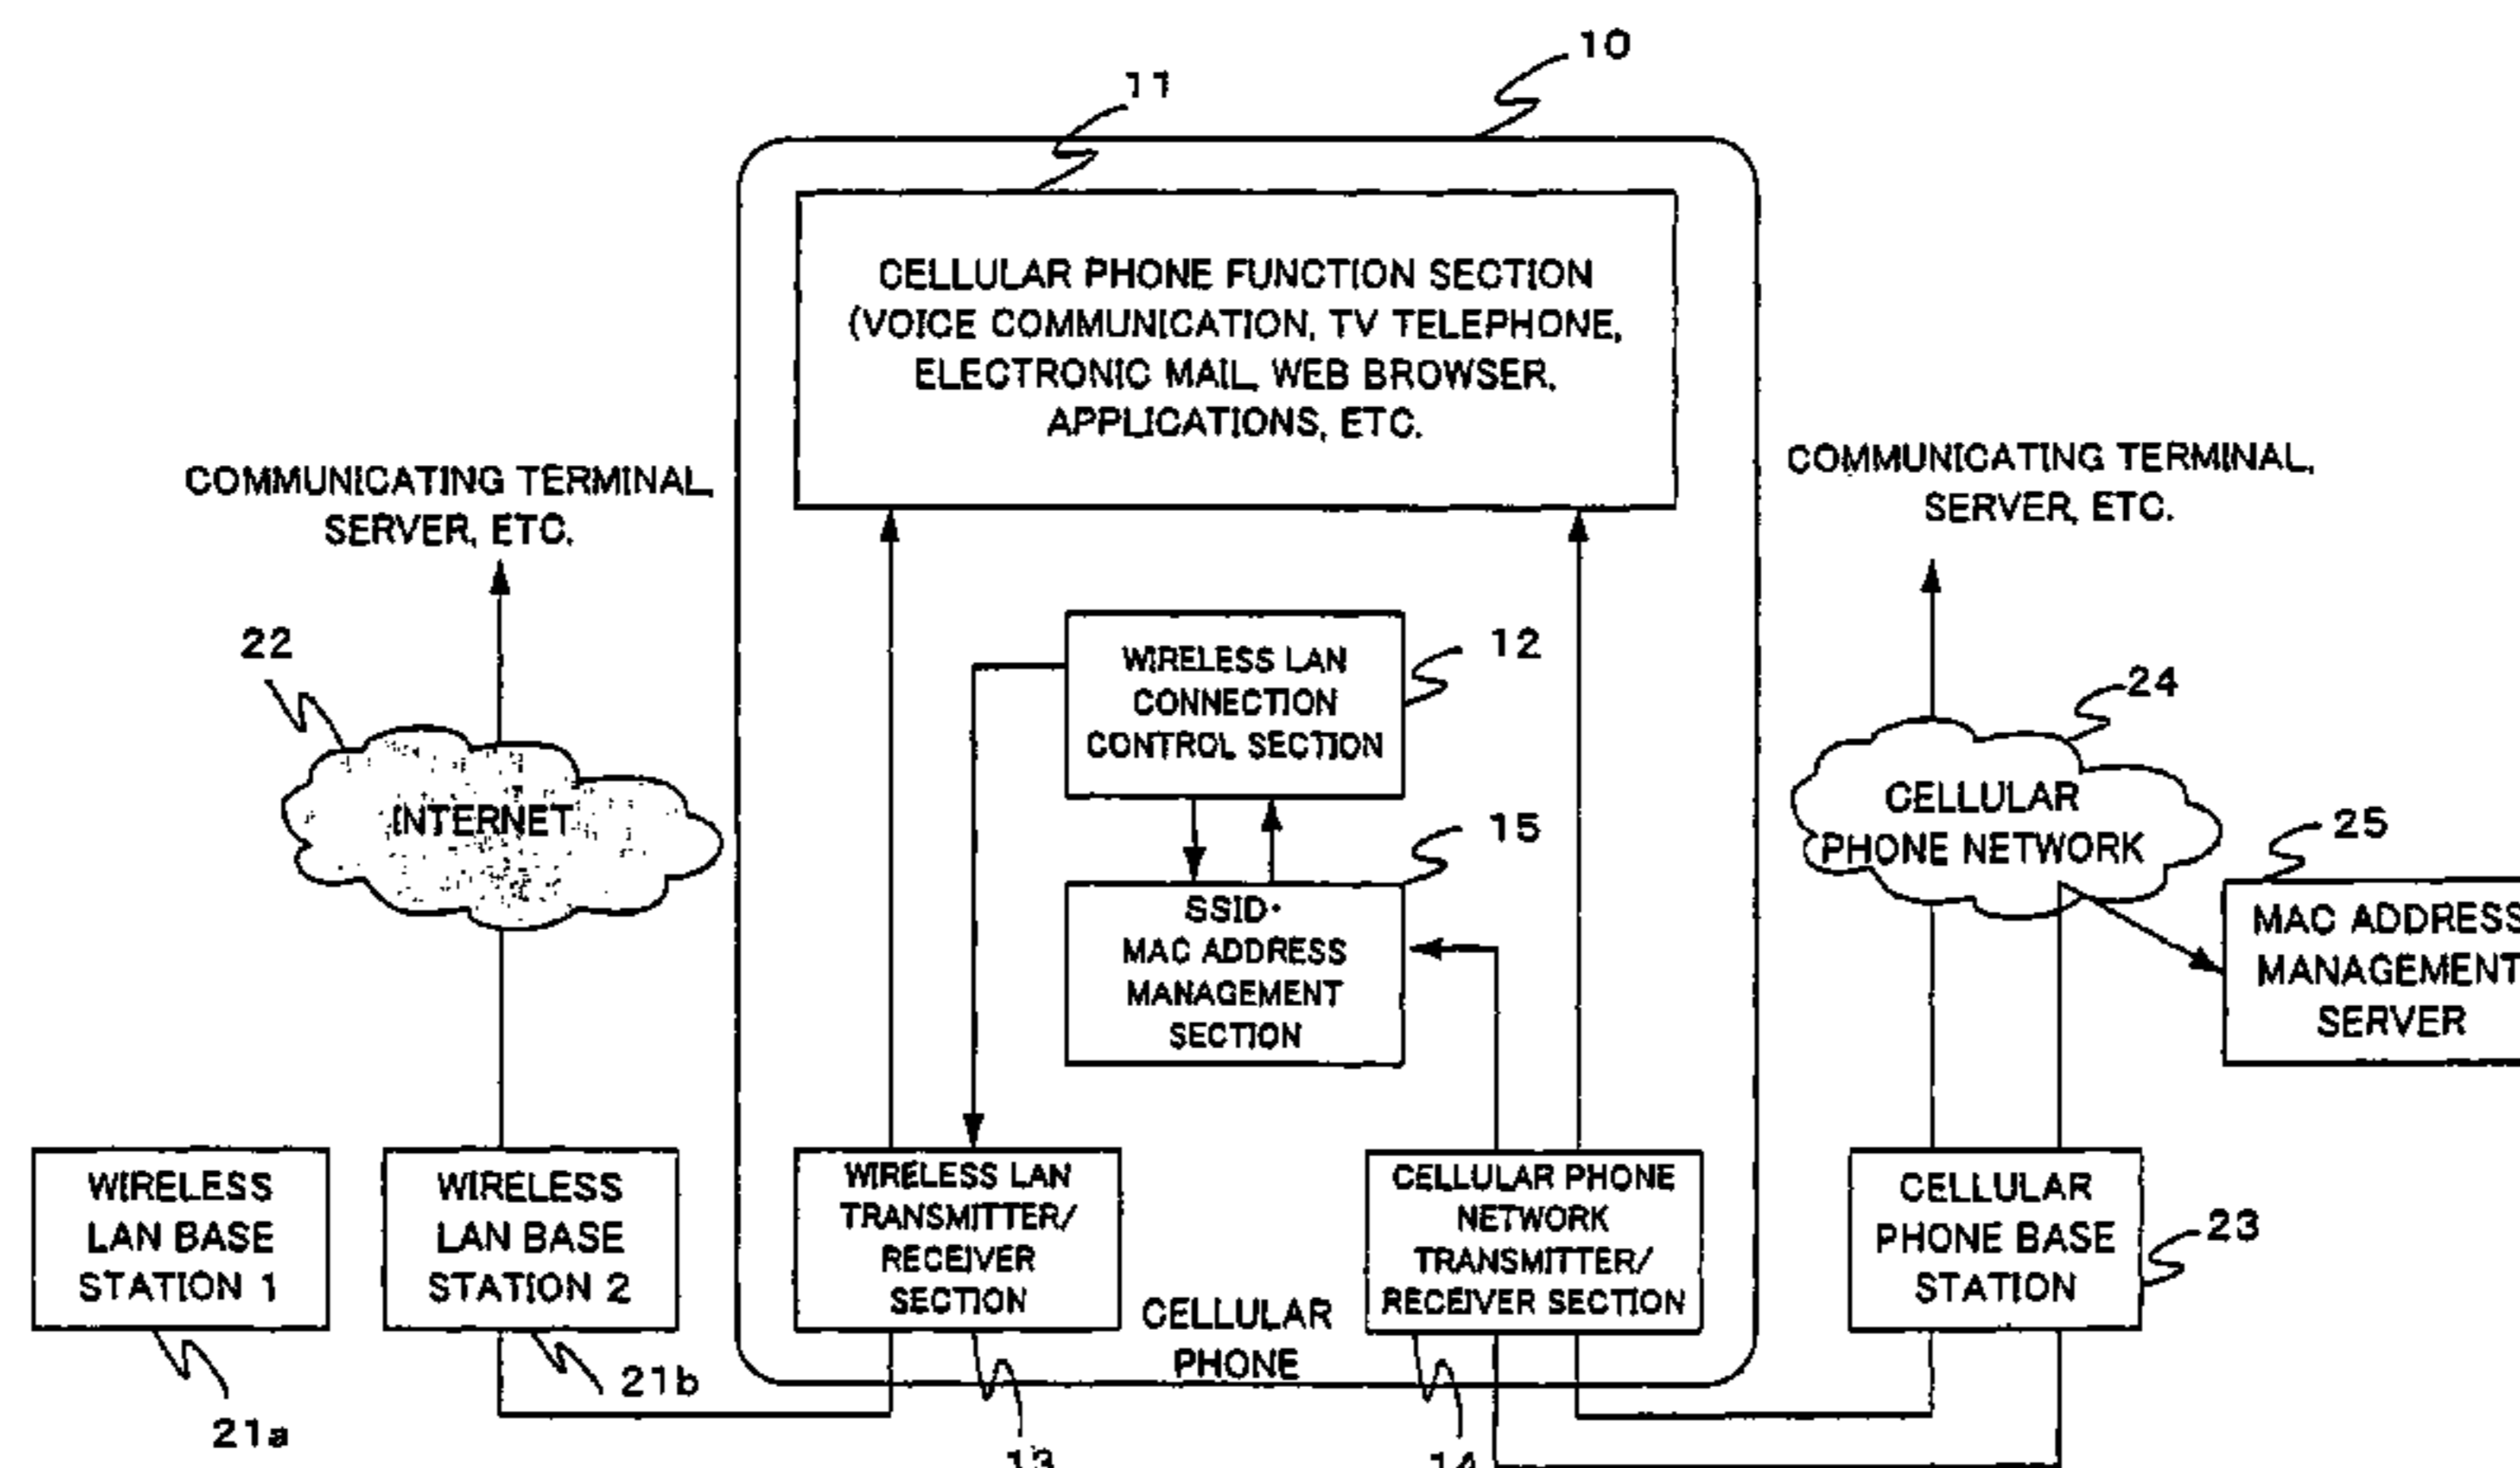 10
11
CELLULAR PHONE FUNCTION SECTION
(VOICE COMMUNICATION, TV TELEPHONE,
ELECTRONIC MAIL, WEB BROWSER,
APPLICATIONS, ETC.
COMMUNICATING TERMINAL,
SERVER, ETC.
COMMUNICATING TERMINAL,
SERVER, ETC.
22
INTERNET
WIRELESS LAN
CONNECTION
CONTROL SECTION
12
24
CELLULAR
PHONE NETWORK
15
SSID·
MAC ADDRESS
MANAGEMENT
SECTION
25
MAC ADDRESS
MANAGEMENT
SERVER
WIRELESS
LAN BASE
STATION 1
21a
WIRELESS
LAN BASE
STATION 2
21b
WIRELESS LAN
TRANSMITTER/
RECEIVER
SECTION
13
CELLULAR
PHONE
CELLULAR PHONE
NETWORK
TRANSMITTER/
RECEIVER SECTION
14
CELLULAR
PHONE BASE
STATION
23